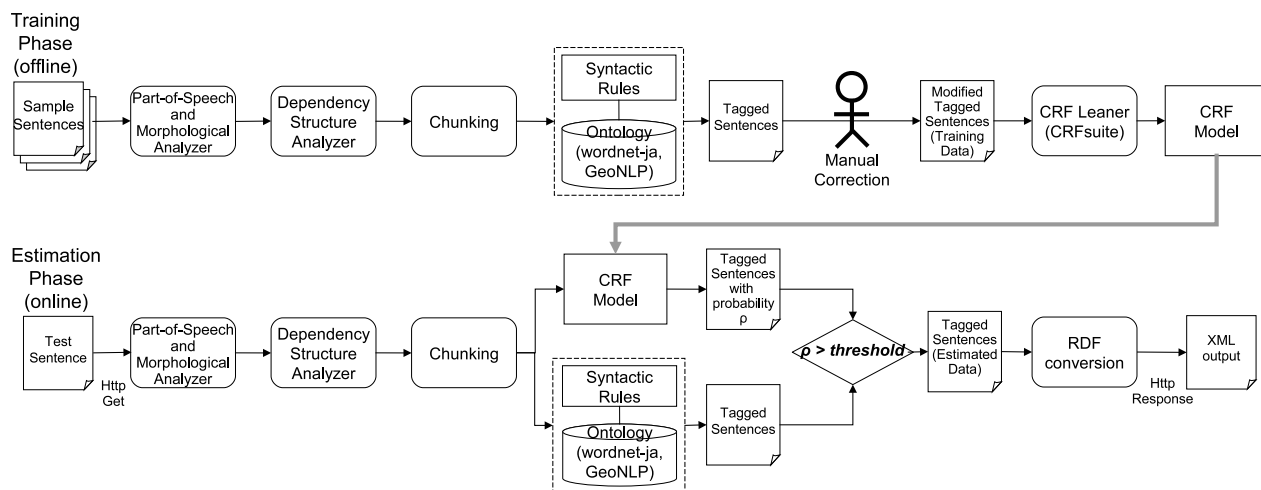 Training
Phase
(offline)
Sample
Sentences
Part-of-Speech
and
Morphological
Analyzer
Dependency
Structure
Analyzer
Chunking
Syntactic
Rules
Ontology
(wordnet-ja,
GeoNLP)
Tagged
Sentences
Manual
Correction
Modified
Tagged
Sentences
(Training
Data)
CRF Leaner
(CRFsuite)
CRF
Model
Estimation
Phase
(online)
Test
Sentence
Http
Get
Part-of-Speech
and Morphological
Analyzer
Dependency
Structure
Analyzer
Chunking
CRF
Model
Tagged
Sentences
with
probability
ρ
Syntactic
Rules
Ontology
(wordnet-ja,
GeoNLP)
Tagged
Sentences
ρ > threshold
Tagged
Sentences
(Estimated
Data)
RDF
conversion
Http
Response
XML
output